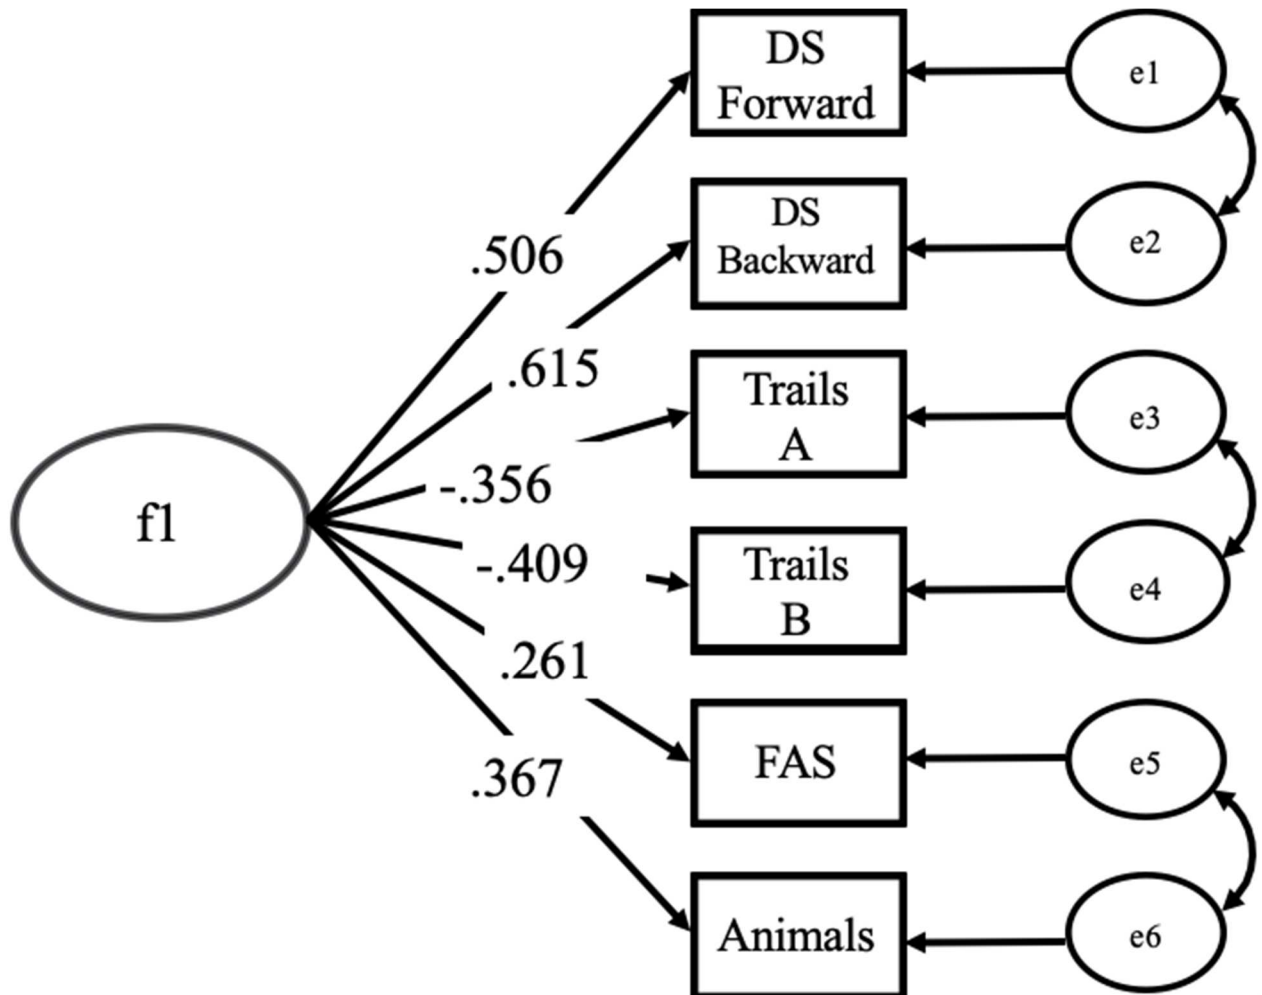 DS
Forward
e1
.506
DS
Backward
e2
.615
Trails
A
e3
-.356
f1
-.409
Trails
B
e4
.261
FAS
e5
.367
Animals
e6